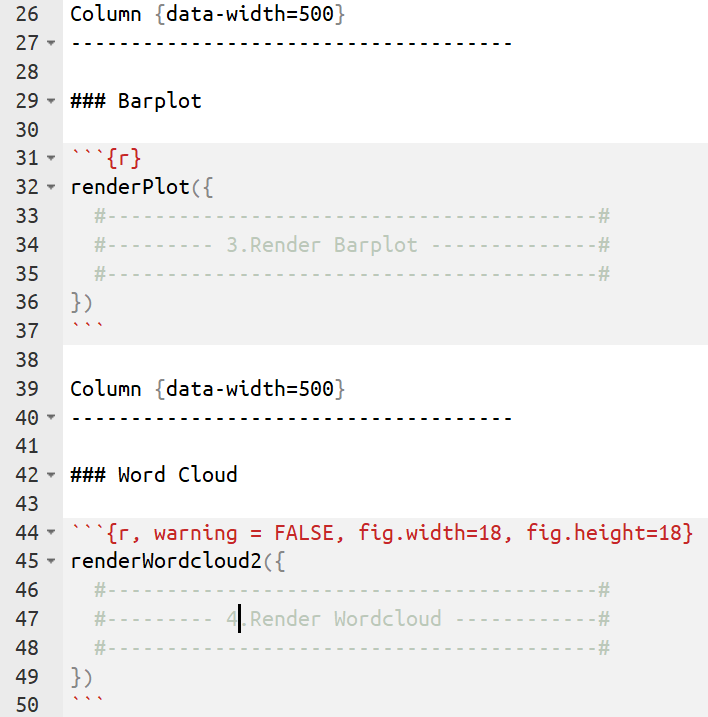 26 Column {data-width=500}
27 -------------------------------------
28
29 ### Barplot
30
31 ```{r}
32 renderPlot({
33   #-----------------------------------------#
34   #--------- 3.Render Barplot --------------#
35   #-----------------------------------------#
36 })
37 ```
38
39 Column {data-width=500}
40 -------------------------------------
41
42 ### Word Cloud
43
44 ```{r, warning = FALSE, fig.width=18, fig.height=18}
45 renderWordcloud2({
46   #-----------------------------------------#
47   #--------- 4.Render Wordcloud ------------#
48   #-----------------------------------------#
49 })
50 ```